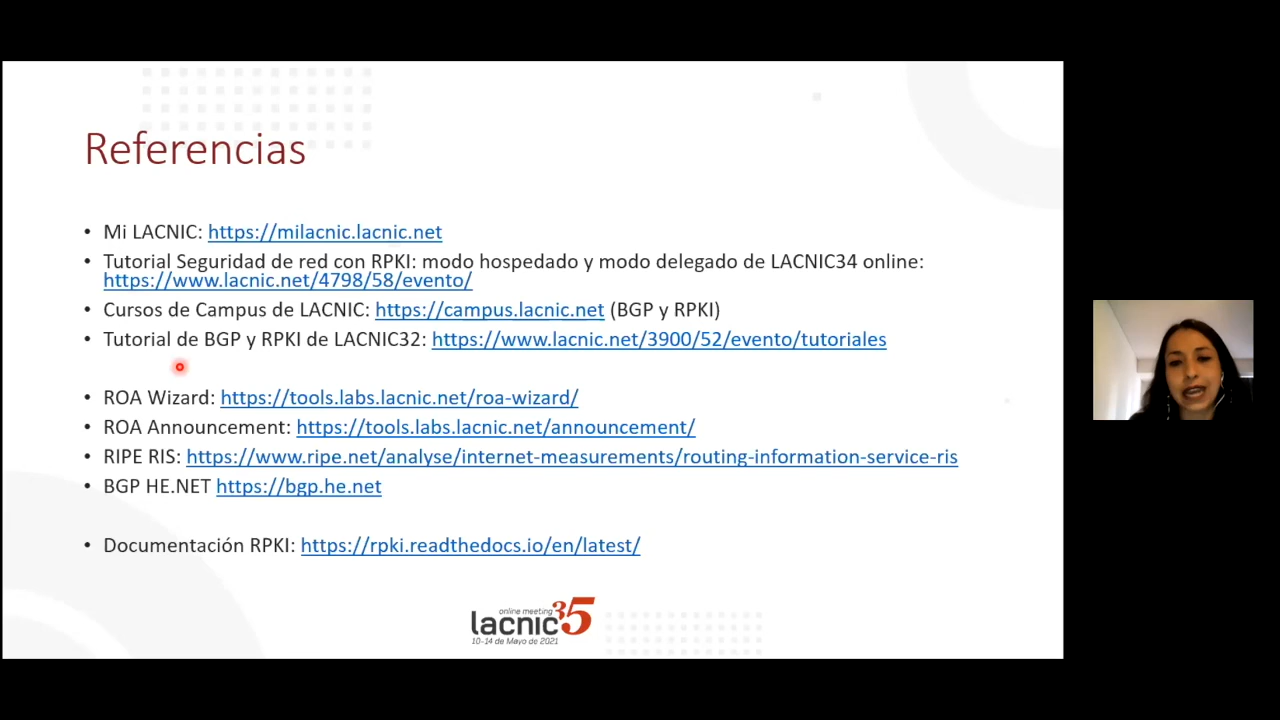 Referencias
• Mi LACNIC: https://milacnic.lacnic.net
• Tutorial Seguridad de red con RPKI: modo hospedado y modo delegado de LACNIC34 online:
https://www.lacnic.net/4798/58/evento/
• Cursos de Campus de LACNIC: https://campus.lacnic.net (BGP y RPKI)
• Tutorial de BGP y RPKI de LACNIC32: https://www.lacnic.net/3900/52/evento/tutoriales
• ROA Wizard: https://tools.labs.lacnic.net/roa-wizard/
• ROA Announcement: https://tools.labs.lacnic.net/announcement/
• RIPE RIS: https://www.ripe.net/analyse/internet-measurements/routing-information-service-ris
• BGP HE.NET https://bgp.he.net
• Documentación RPKI: https://rpki.readthedocs.io/en/latest/
online meeting
lacnic35
10-14 de Mayo de 2021